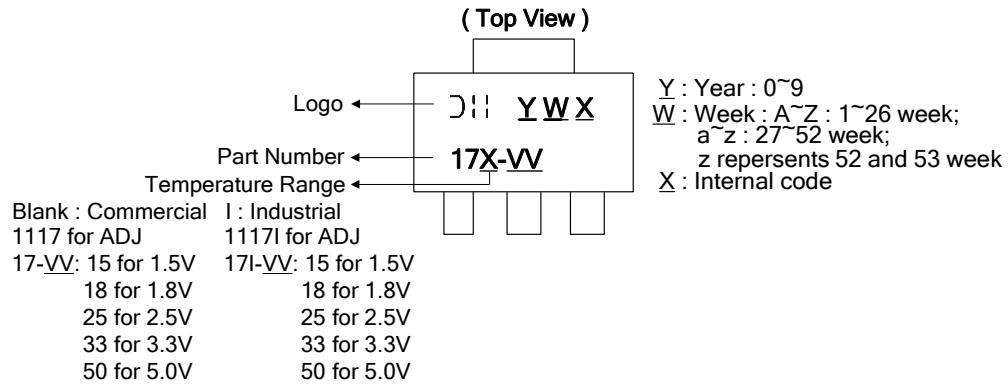 ( Top View )
Logo
Y W X
Part Number
17X-VV
Temperature Range
Y : Year : 0~9
W : Week : A~Z : 1~26 week;
a~z : 27~52 week;
z repersents 52 and 53 week
X : Internal code
Blank : Commercial I : Industrial
1117 for ADJ 1117I for ADJ
17-VV: 15 for 1.5V 17I-VV: 15 for 1.5V
18 for 1.8V 18 for 1.8V
25 for 2.5V 25 for 2.5V
33 for 3.3V 33 for 3.3V
50 for 5.0V 50 for 5.0V